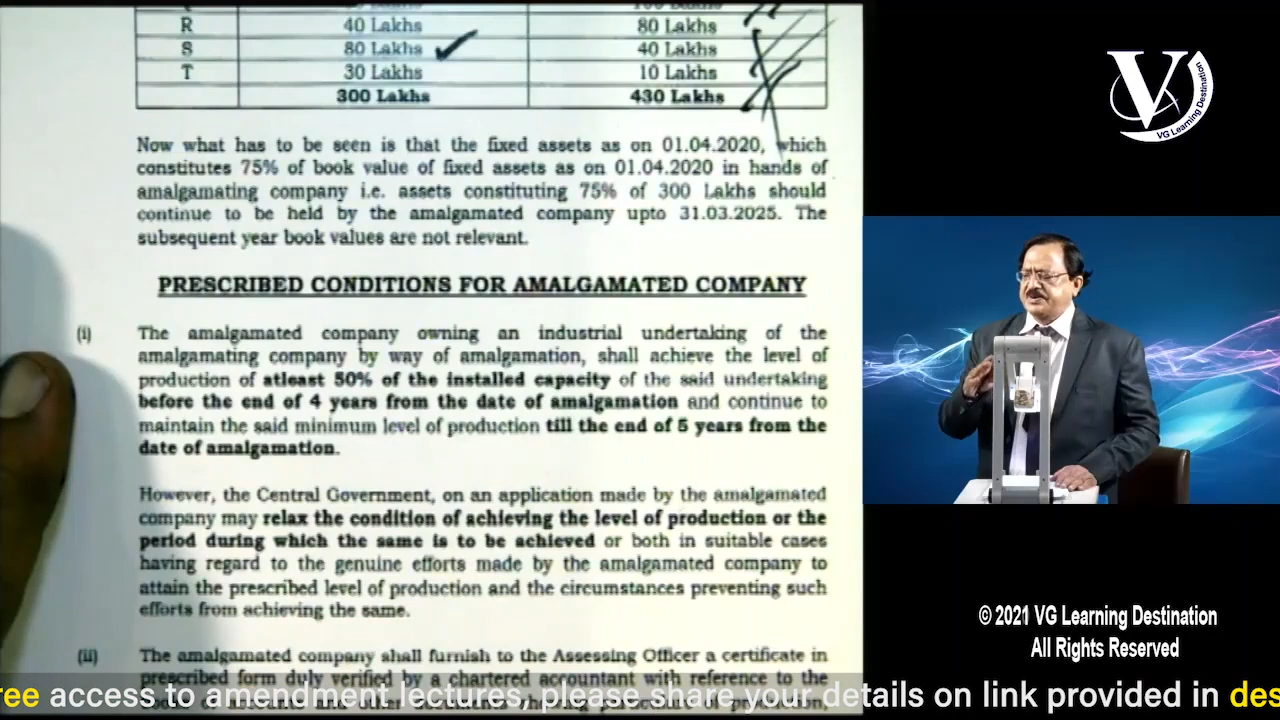 R 40 Lakhs 80 Lakhs
S 80 Lakhs 40 Lakhs
T 30 Lakhs 10 Lakhs
300 Lakhs 430 Lakhs
Now what has to be seen is that the fixed assets as on 01.04.2020, which
constitutes 75% of book value of fixed assets as on 01.04.2020 in hands of
amalgamating company i.e. assets constituting 75% of 300 Lakhs should
continue to be held by the amalgamated company upto 31.03.2025. The
subsequent year book values are not relevant.
PRESCRIBED CONDITIONS FOR AMALGAMATED COMPANY
(i) The amalgamated company owning an industrial undertaking of the
amalgamating company by way of amalgamation, shall achieve the level of
production of atleast 50% of the installed capacity of the said undertaking
before the end of 4 years from the date of amalgamation and continue to
maintain the said minimum level of production till the end of 5 years from the
date of amalgamation.
However, the Central Government, on an application made by the amalgamated
company may relax the condition of achieving the level of production or the
period during which the same is to be achieved or both in suitable cases
having regard to the genuine efforts made by the amalgamated company to
attain the prescribed level of production and the circumstances preventing such
efforts from achieving the same.
(ii) The amalgamated company shall furnish to the Assessing Officer a certificate in
prescribed form duly verified by a chartered accountant with reference to the
VG Learning Destination
© 2021 VG Learning Destination
All Rights Reserved
ree access to amendment lectures, please share your details on link provided in des